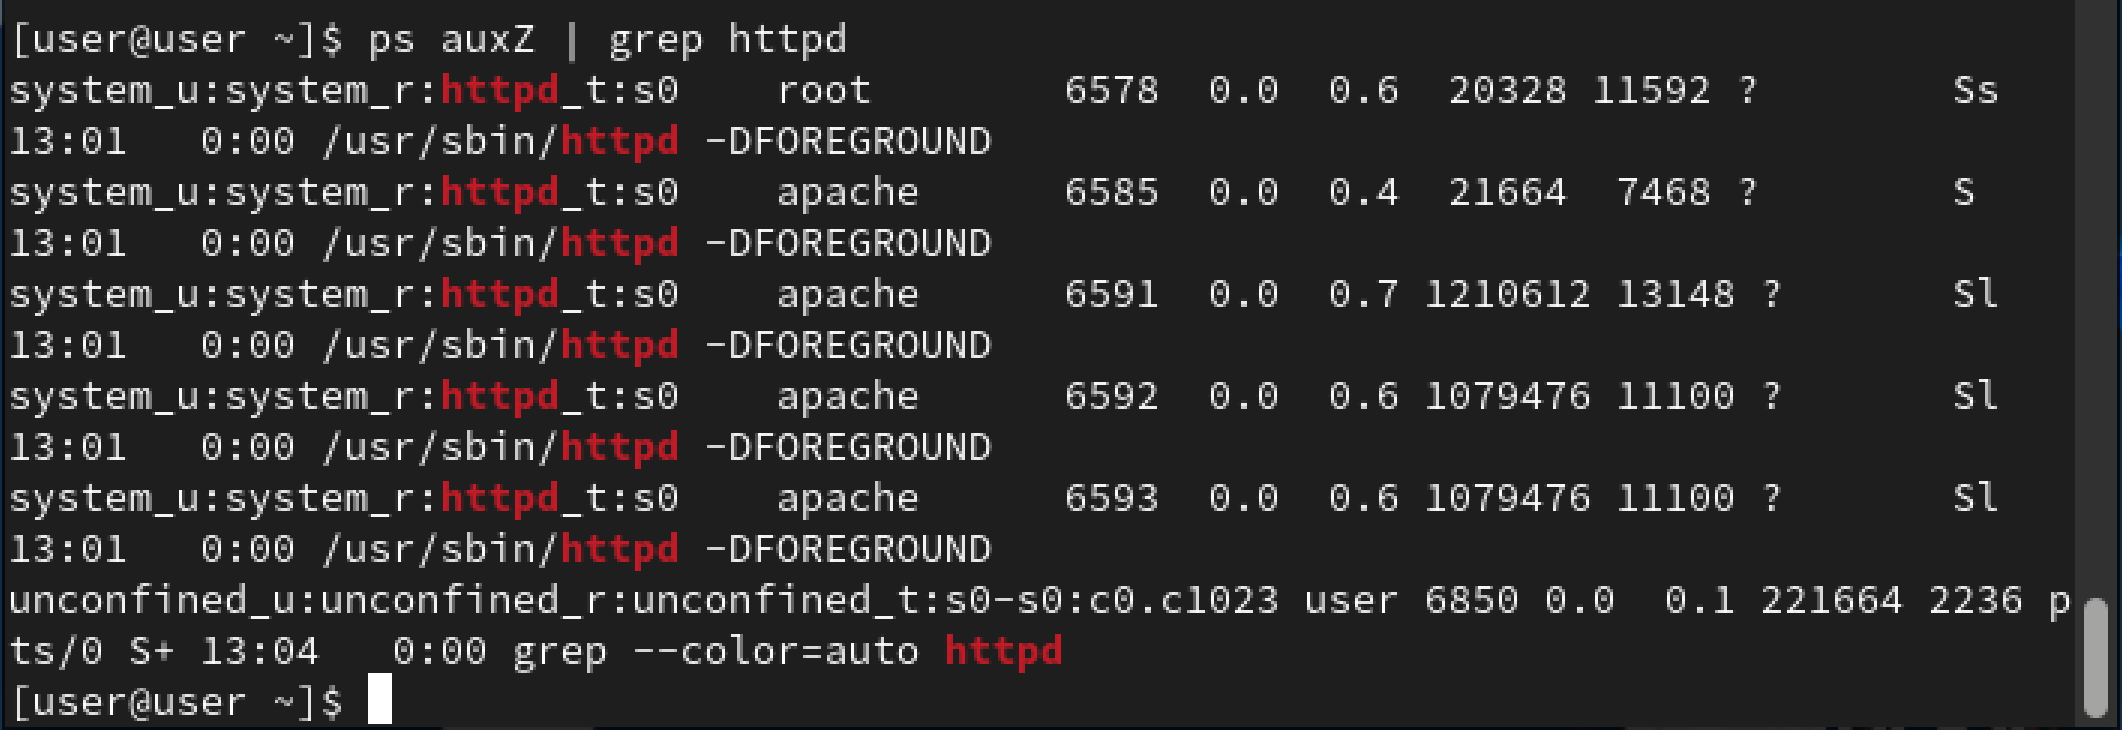 [user@user ~]$ ps auxZ | grep httpd
system_u:system_r:httpd_t:s0    root        6578  0.0  0.6  20328 11592 ?        Ss
13:01   0:00 /usr/sbin/httpd -DFOREGROUND
system_u:system_r:httpd_t:s0    apache      6585  0.0  0.4  21664  7468 ?        S
13:01   0:00 /usr/sbin/httpd -DFOREGROUND
system_u:system_r:httpd_t:s0    apache      6591  0.0  0.7 1210612 13148 ?       Sl
13:01   0:00 /usr/sbin/httpd -DFOREGROUND
system_u:system_r:httpd_t:s0    apache      6592  0.0  0.6 1079476 11100 ?       Sl
13:01   0:00 /usr/sbin/httpd -DFOREGROUND
system_u:system_r:httpd_t:s0    apache      6593  0.0  0.6 1079476 11100 ?       Sl
13:01   0:00 /usr/sbin/httpd -DFOREGROUND
unconfined_u:unconfined_r:unconfined_t:s0-s0:c0.c1023 user 6850 0.0  0.1 221664 2236 p
ts/0 S+ 13:04   0:00 grep --color=auto httpd
[user@user ~]$